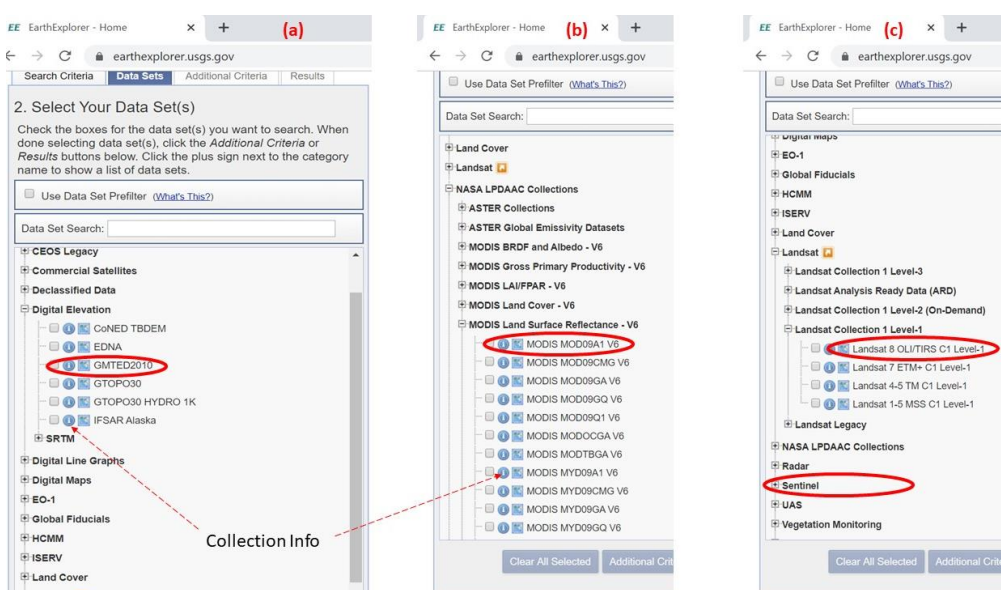 EE EarthExplorer - Home × + (a)
earthexplorer.usgs.gov
Search Criteria Data Sets Additional Criteria Results
2. Select Your Data Set(s)
Check the boxes for the data set(s) you want to search. When
done selecting data set(s), click the Additional Criteria or
Results buttons below. Click the plus sign next to the category
name to show a list of data sets.
Use Data Set Prefilter (What's This?)
Data Set Search:
CEOS Legacy
Commercial Satellites
Declassified Data
Digital Elevation
CoNED TBDEM
EDNA
GMTED2010
GTOPO30
GTOPO30 HYDRO 1K
IFSAR Alaska
SRTM
Digital Line Graphs
Digital Maps
EO-1
Global Fiducials
HCMM
ISERV
Land Cover
Collection Info
EE EarthExplorer - Home (b) × +
earthexplorer.usgs.gov
Use Data Set Prefilter (What's This?)
Data Set Search:
Land Cover
Landsat
NASA LPDAAC Collections
ASTER Collections
ASTER Global Emissivity Datasets
MODIS BRDF and Albedo - V6
MODIS Gross Primary Productivity - V6
MODIS LAI/FPAR - V6
MODIS Land Cover - V6
MODIS Land Surface Reflectance - V6
MODIS MOD09A1 V6
MODIS MOD09CMG V6
MODIS MOD09GA V6
MODIS MOD09GQ V6
MODIS MOD09Q1 V6
MODIS MODOCGA V6
MODIS MODTBGA V6
MODIS MYD09A1 V6
MODIS MYD09CMG V6
MODIS MYD09GA V6
MODIS MYD09GQ V6
Clear All Selected Additional Crit
EE EarthExplorer - Home (c) × +
earthexplorer.usgs.gov
Use Data Set Prefilter (What's This?)
Data Set Search:
Digital Maps
EO-1
Global Fiducials
HCMM
ISERV
Land Cover
Landsat
Landsat Collection 1 Level-3
Landsat Analysis Ready Data (ARD)
Landsat Collection 1 Level-2 (On-Demand)
Landsat Collection 1 Level-1
Landsat 8 OLI/TIRS C1 Level-1
Landsat 7 ETM+ C1 Level-1
Landsat 4-5 TM C1 Level-1
Landsat 1-5 MSS C1 Level-1
Landsat Legacy
NASA LPDAAC Collections
Radar
Sentinel
UAS
Vegetation Monitoring
Clear All Selected Additional Crite